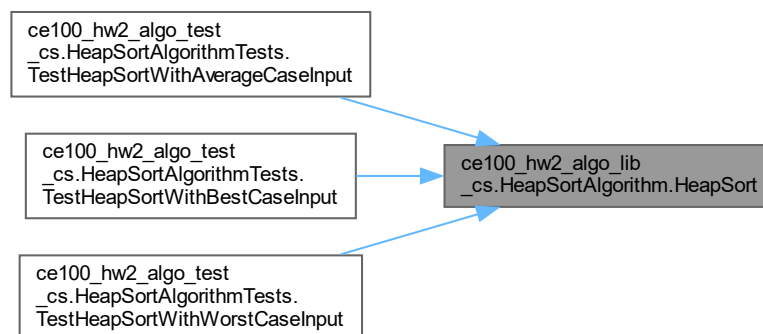 ce100_hw2_algo_test
_cs.HeapSortAlgorithmTests.
TestHeapSortWithAverageCaseInput
ce100_hw2_algo_test
_cs.HeapSortAlgorithmTests.
TestHeapSortWithBestCaseInput
ce100_hw2_algo_lib
_cs.HeapSortAlgorithm.HeapSort
ce100_hw2_algo_test
_cs.HeapSortAlgorithmTests.
TestHeapSortWithWorstCaseInput